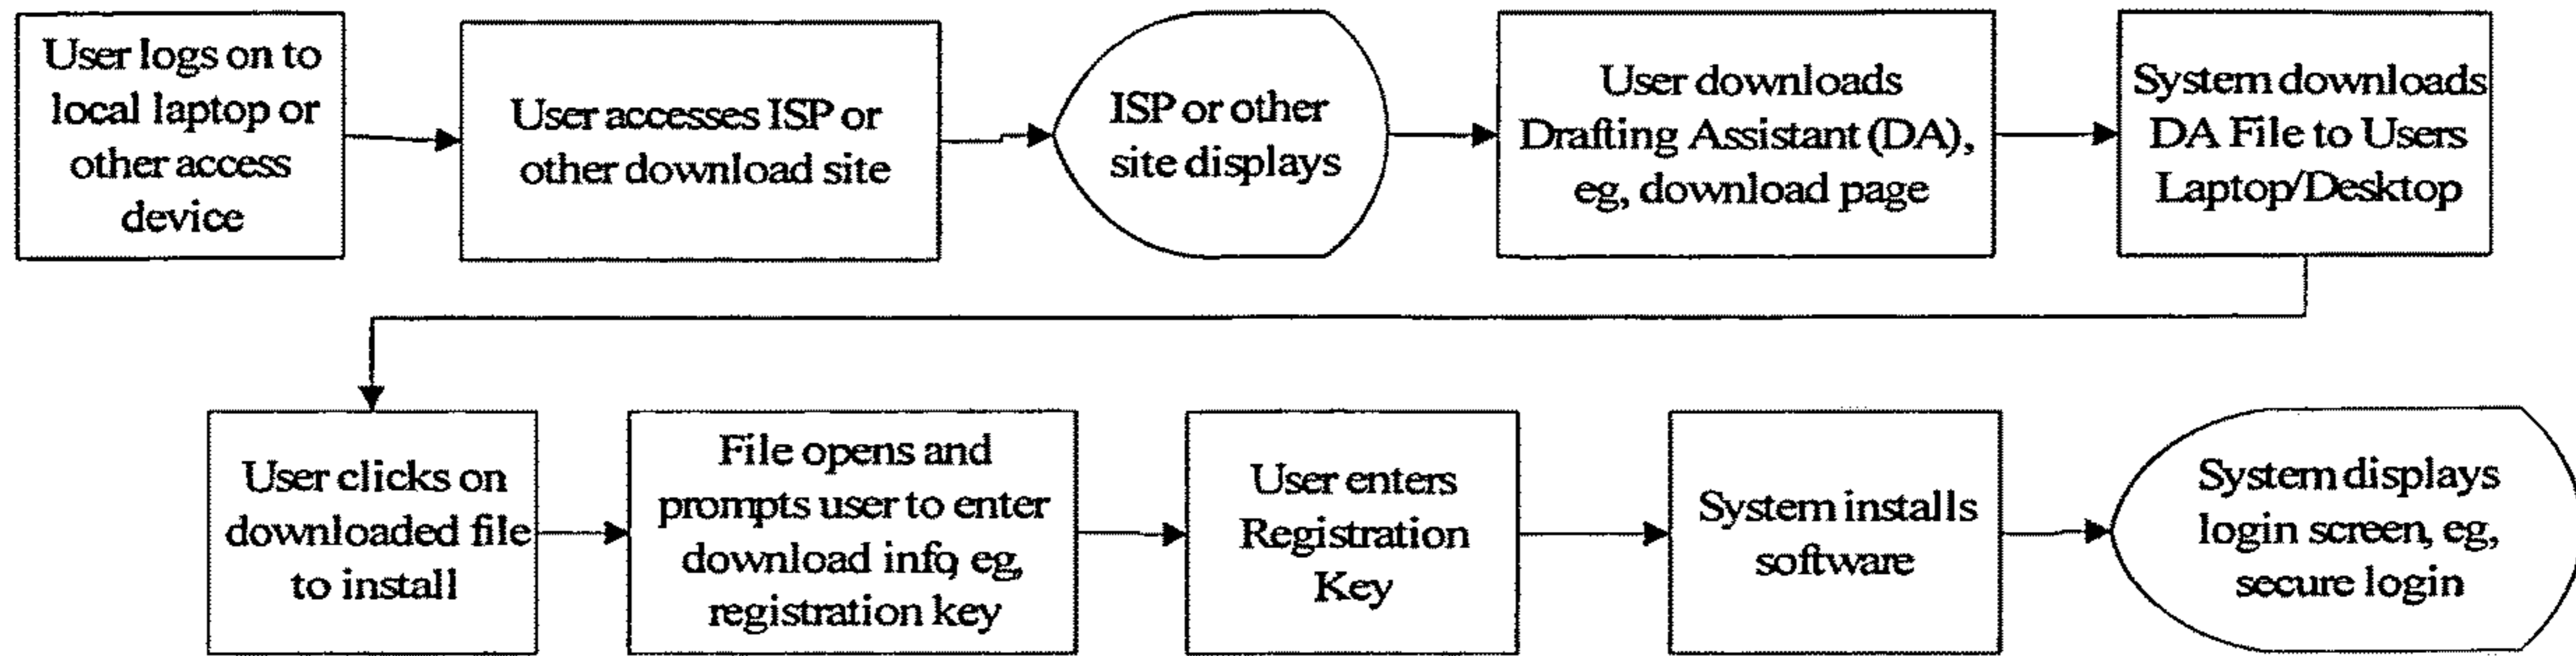 User logs on to
local laptop or
other access
device
User accesses ISP or
other download site
ISP or other
site displays
User downloads
Drafting Assistant (DA),
eg, download page
System downloads
DA File to Users
Laptop/Desktop
User clicks on
downloaded file
to install
File opens and
prompts user to enter
download info, eg,
registration key
User enters
Registration
Key
System installs
software
System displays
login screen, eg,
secure login